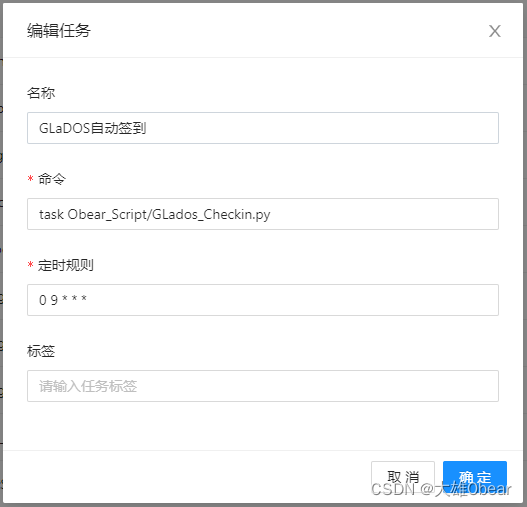 编辑任务
名称
GLaDOS自动签到
* 命令
task Obear_Script/GLados_Checkin.py
* 定时规则
0 9 * * *
标签
请输入任务标签
取 消
确 定
CSDN @大雄Obear